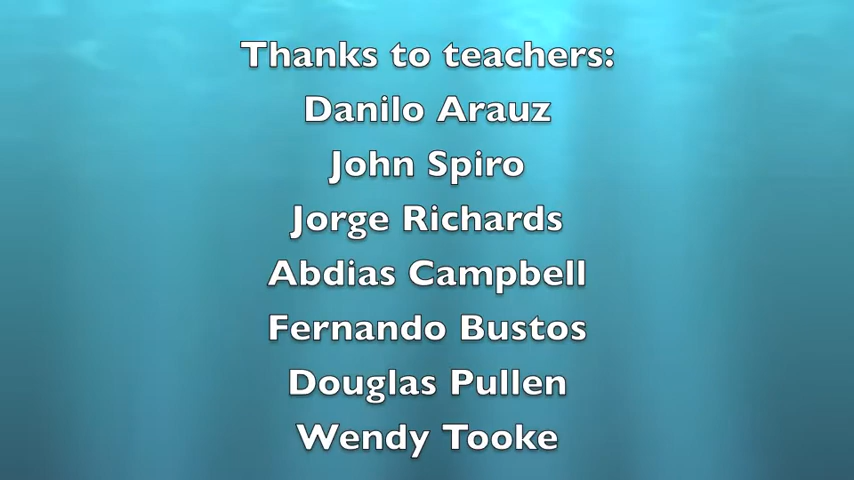 Thanks to teachers:
Danilo Arauz
John Spiro
Jorge Richards
Abdias Campbell
Fernando Bustos
Douglas Pullen
Wendy Tooke